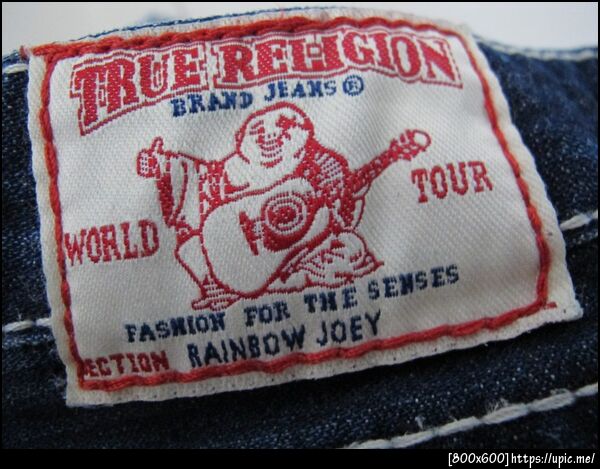 TRUE RELIGION
BRAND JEANS®
WORLD TOUR
FASHION FOR THE SENSES
ECTION RAINBOW JOEY
[800x600]https://upic.me/